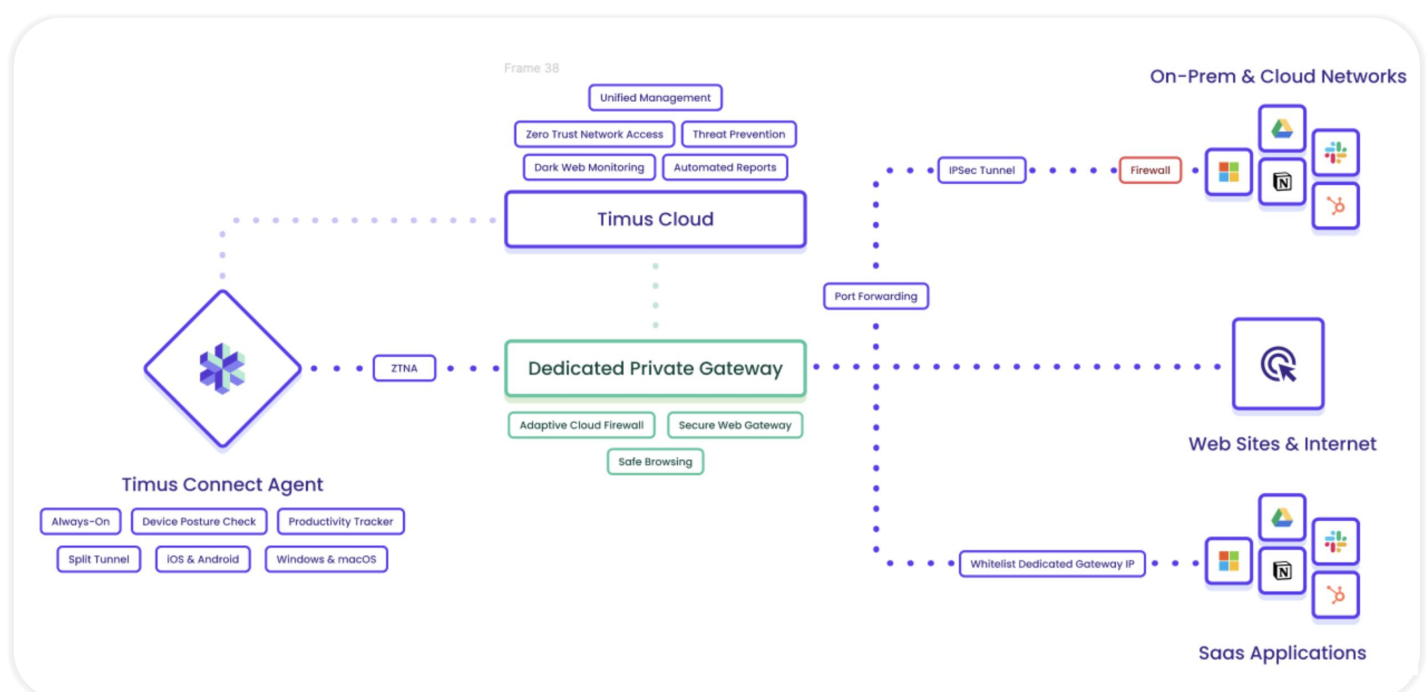 Frame 38
Unified Management
Zero Trust Network Access
Threat Prevention
Dark Web Monitoring
Automated Reports
Timus Cloud
ZTNA
Dedicated Private Gateway
Adaptive Cloud Firewall
Secure Web Gateway
Safe Browsing
Timus Connect Agent
Always-On
Device Posture Check
Productivity Tracker
Split Tunnel
iOS & Android
Windows & macOS
Port Forwarding
IPSec Tunnel
Firewall
On-Prem & Cloud Networks
N
Web Sites & Internet
Whitelist Dedicated Gateway IP
N
Saas Applications